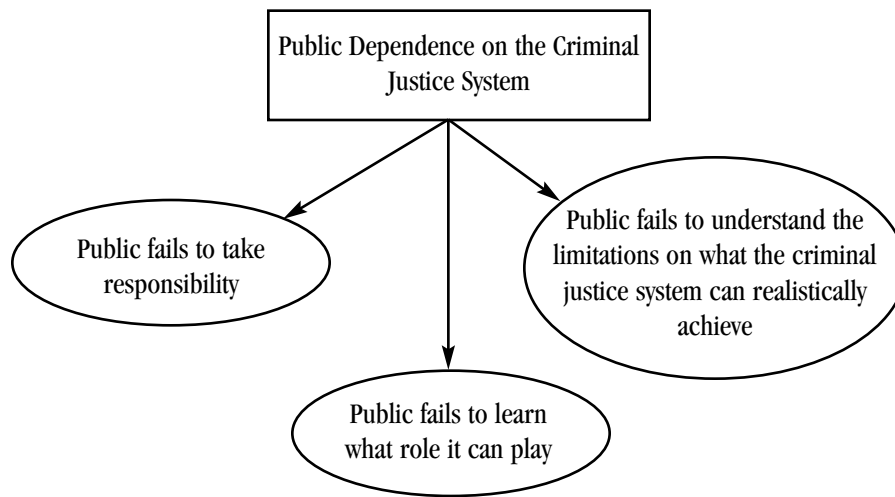 Public Dependence on the Criminal
Justice System
Public fails to take
responsibility
Public fails to understand the
limitations on what the criminal
justice system can realistically
achieve
Public fails to learn
what role it can play